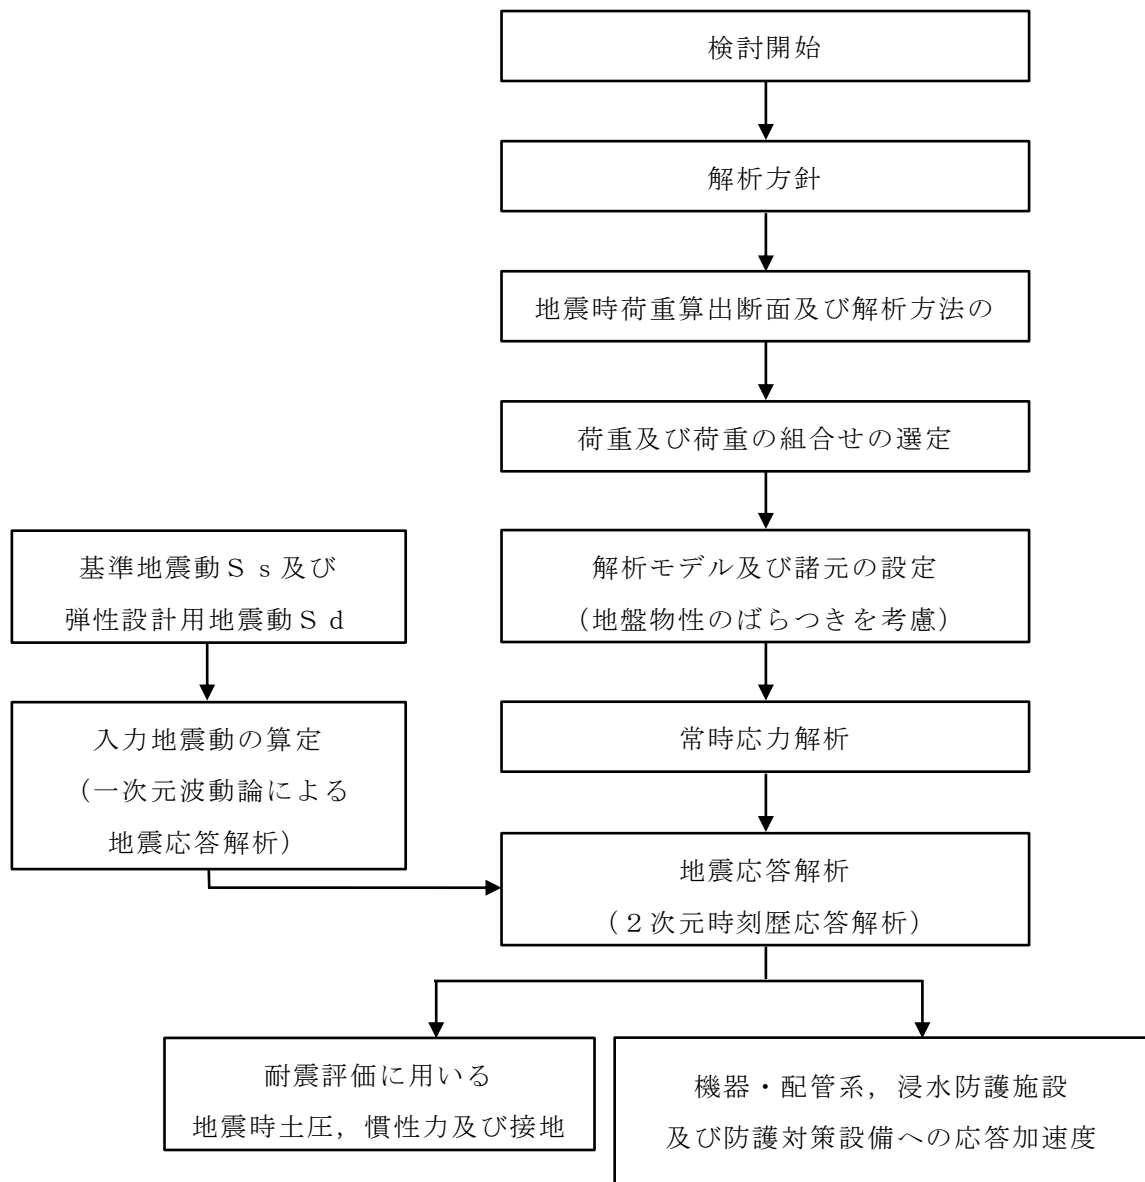 検討開始
解析方針
地震時荷重算出断面及び解析方法の
荷重及び荷重の組合せの選定
基準地震動Ｓｓ及び
弾性設計用地震動Ｓｄ
解析モデル及び諸元の設定
（地盤物性のばらつきを考慮）
入力地震動の算定
（一次元波動論による
地震応答解析）
常時応力解析
地震応答解析
（２次元時刻歴応答解析）
耐震評価に用いる
地震時土圧，慣性力及び接地
機器・配管系，浸水防護施設
及び防護対策設備への応答加速度